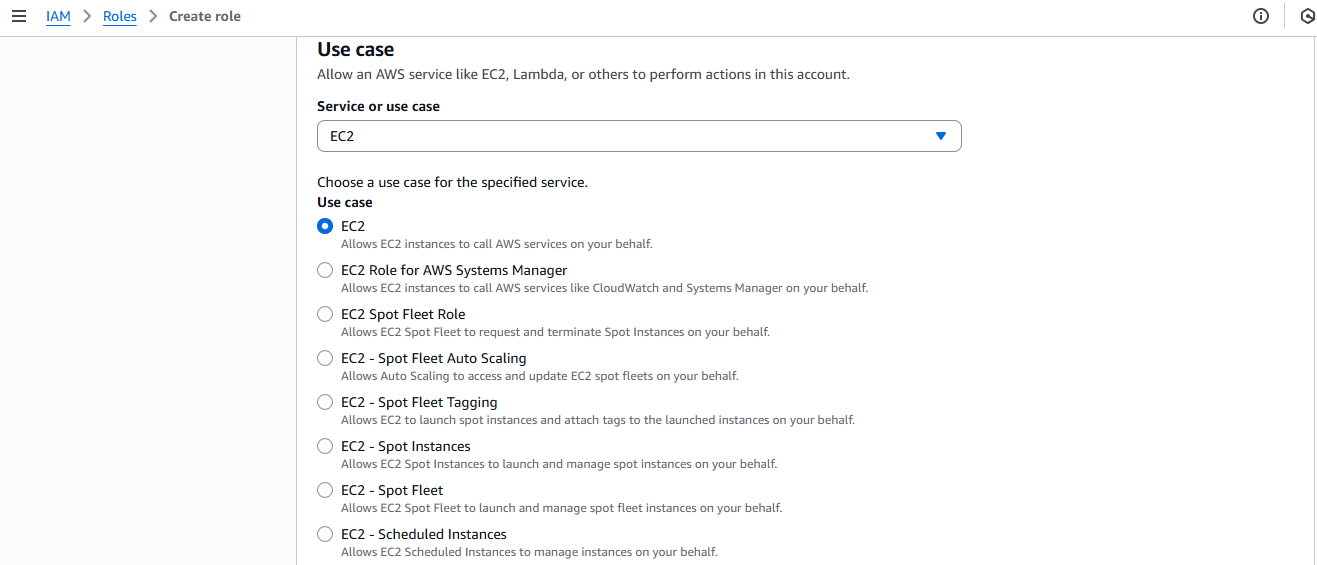 IAM > Roles > Create role
Use case
Allow an AWS service like EC2, Lambda, or others to perform actions in this account.
Service or use case
EC2
Choose a use case for the specified service.
Use case
EC2
Allows EC2 instances to call AWS services on your behalf.
EC2 Role for AWS Systems Manager
Allows EC2 instances to call AWS services like CloudWatch and Systems Manager on your behalf.
EC2 Spot Fleet Role
Allows EC2 Spot Fleet to request and terminate Spot Instances on your behalf.
EC2 - Spot Fleet Auto Scaling
Allows Auto Scaling to access and update EC2 spot fleets on your behalf.
EC2 - Spot Fleet Tagging
Allows EC2 to launch spot instances and attach tags to the launched instances on your behalf.
EC2 - Spot Instances
Allows EC2 Spot Instances to launch and manage spot instances on your behalf.
EC2 - Spot Fleet
Allows EC2 Spot Fleet to launch and manage spot fleet instances on your behalf.
EC2 - Scheduled Instances
Allows EC2 Scheduled Instances to manage instances on your behalf.